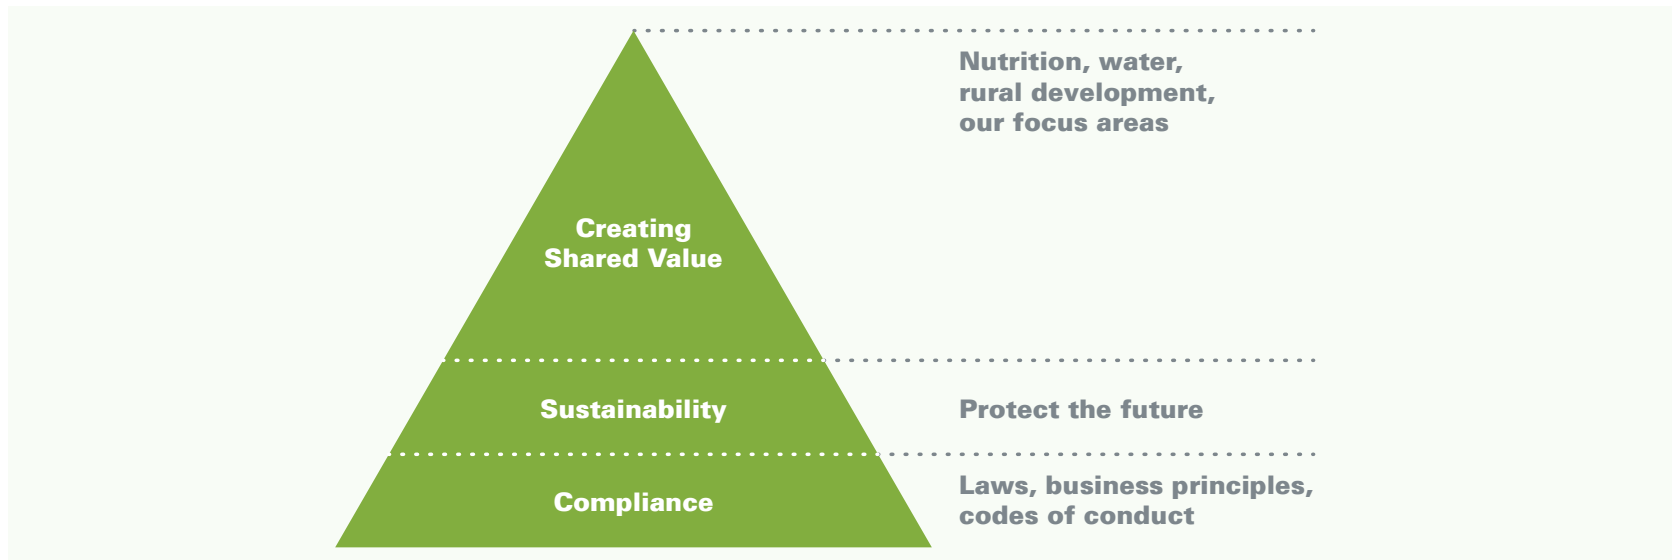 Nutrition, water,
rural development,
our focus areas
Creating
Shared Value
Sustainability
Protect the future
Compliance
Laws, business principles,
codes of conduct